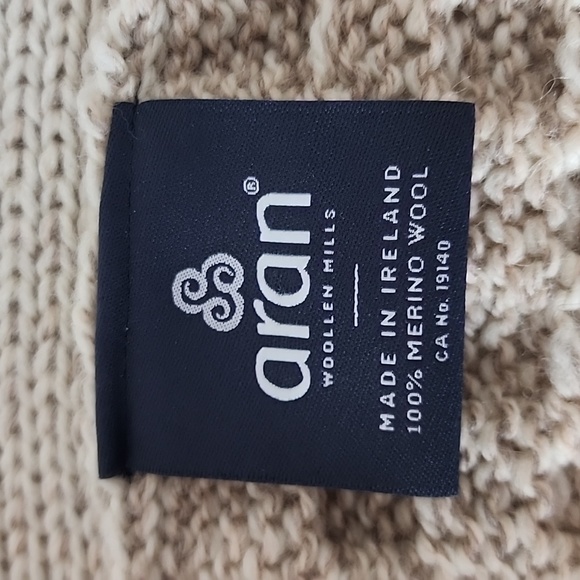 aran®
WOOLLEN MILLS
MADE IN IRELAND
100% MERINO WOOL
CA No. 19140